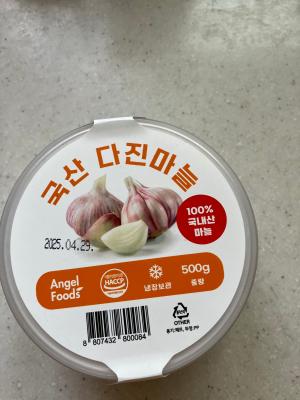 국산 다진마늘
100%
국내산
마늘
2025.04.29.
Angel
Foods
HACCP
냉장보관
500g
중량
OTHER
8 807432 800084